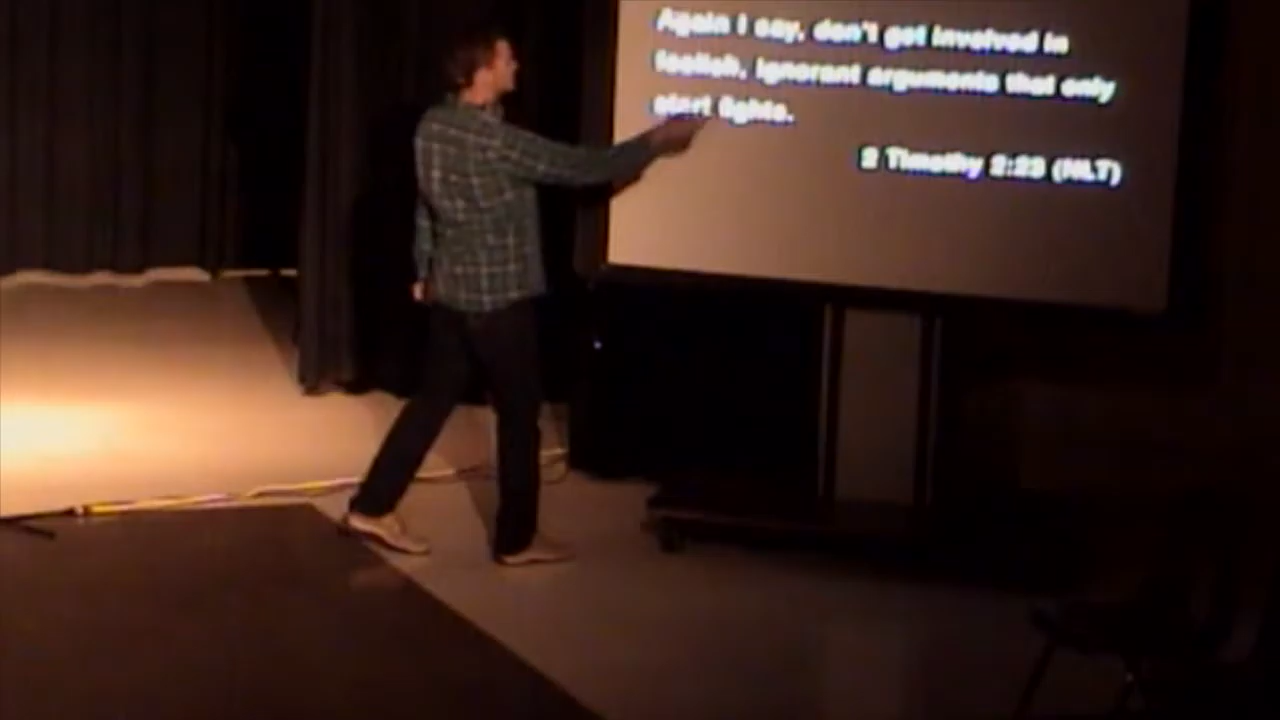 Again I say, don't get involved in
foolish, ignorant arguments that only
start fights.
2 Timothy 2:23 (NLT)